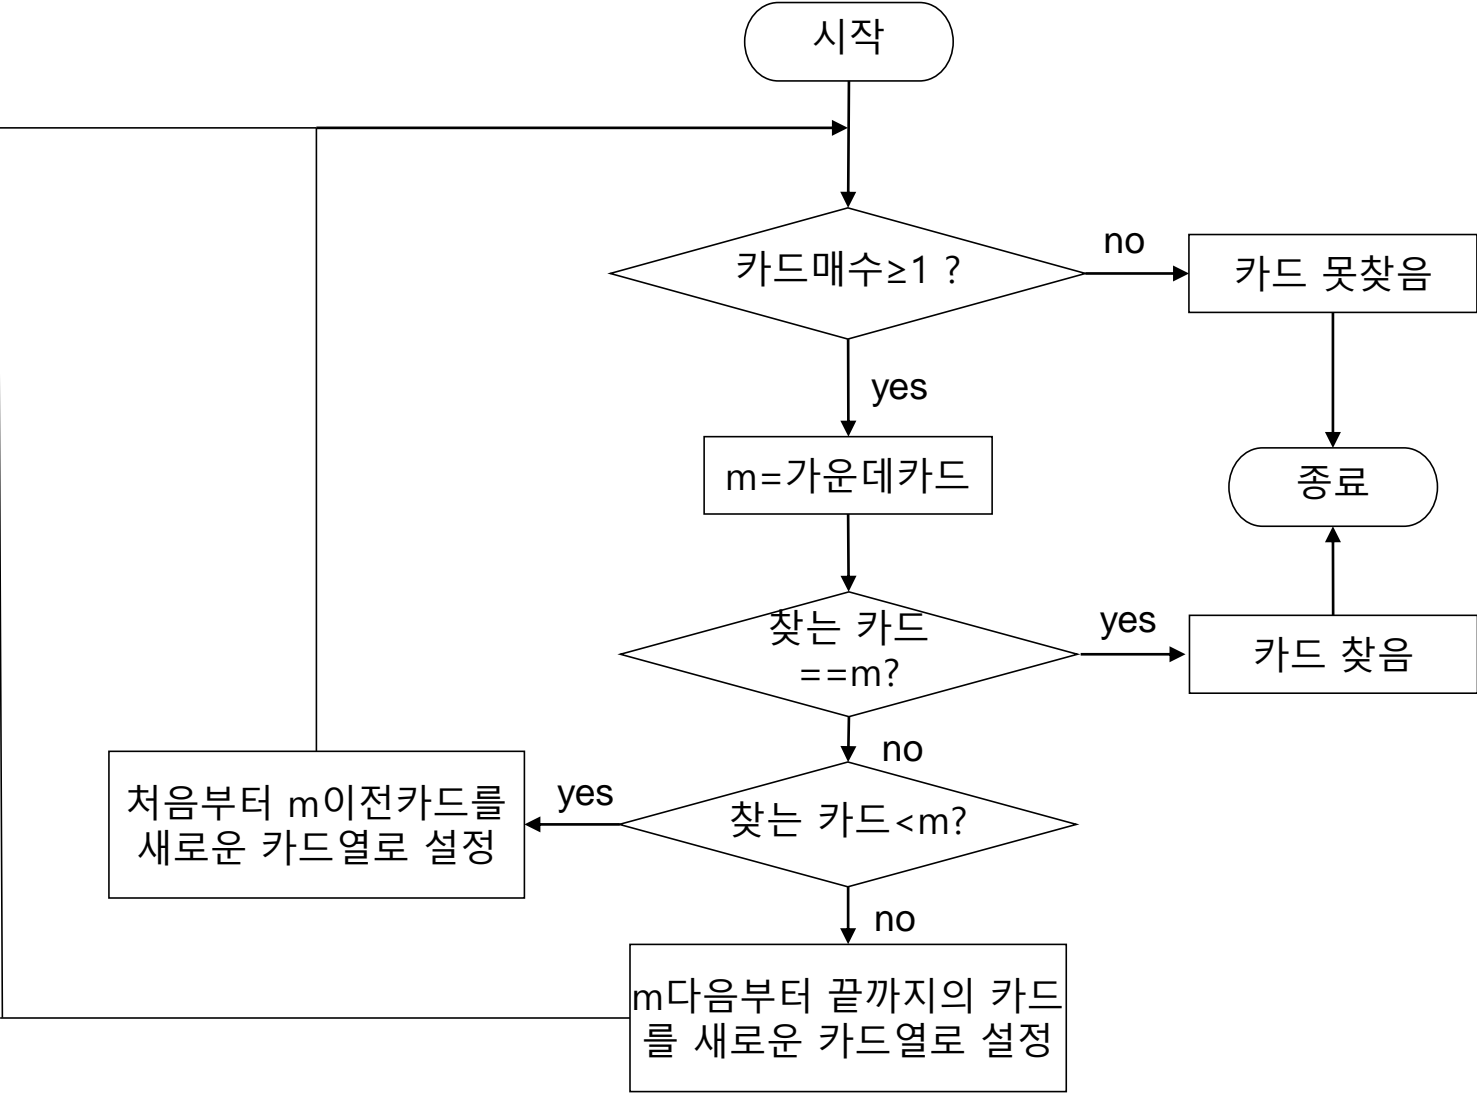 시작
카드매수≥1 ?
no
카드 못찾음
yes
m=가운데카드
종료
찾는 카드
==m?
yes
카드 찾음
no
찾는 카드<m?
yes
처음부터 m이전카드를
새로운 카드열로 설정
no
m다음부터 끝까지의 카드
를 새로운 카드열로 설정